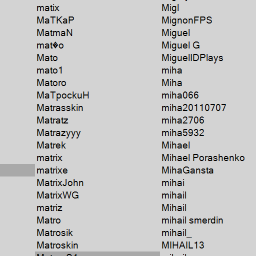 matix
MaTKaP
MatmaN
mat�o
Mato
mato1
Matoro
MaTpockuH
Matrasskin
Matratz
Matrazyyy
Matrek
matrix
matrixe
MatrixJohn
MatrixWG
matriz
Matro
Matrosik
Matroskin
Migl
MignonFPS
Miguel
Miguel G
MiguelIDPlays
miha
Miha
miha066
miha20110707
miha2706
miha5932
Mihael
Mihael Porashenko
MihaGansta
mihai
mihail
Mihail
mihail smerdin
mihail_
MIHAIL13